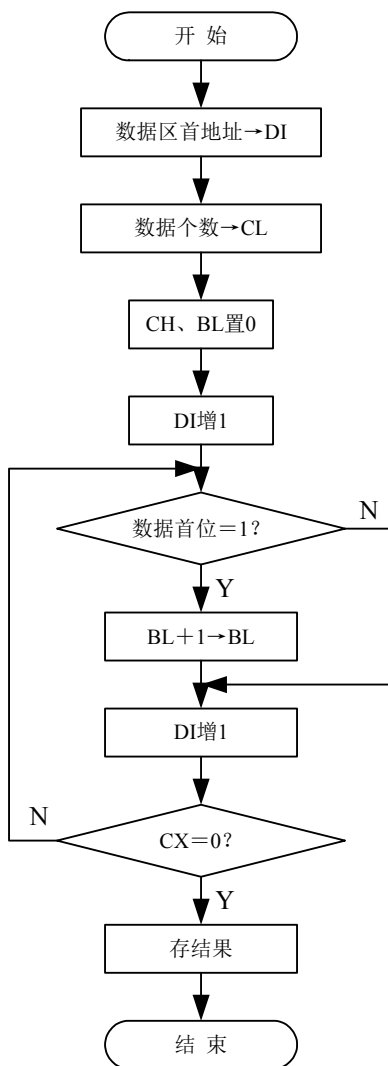 开 始
数据区首地址→DI
数据个数→CL
CH、BL置0
DI增1
数据首位＝1?
N
Y
BL＋1→BL
DI增1
N
CX＝0?
Y
存结果
结 束